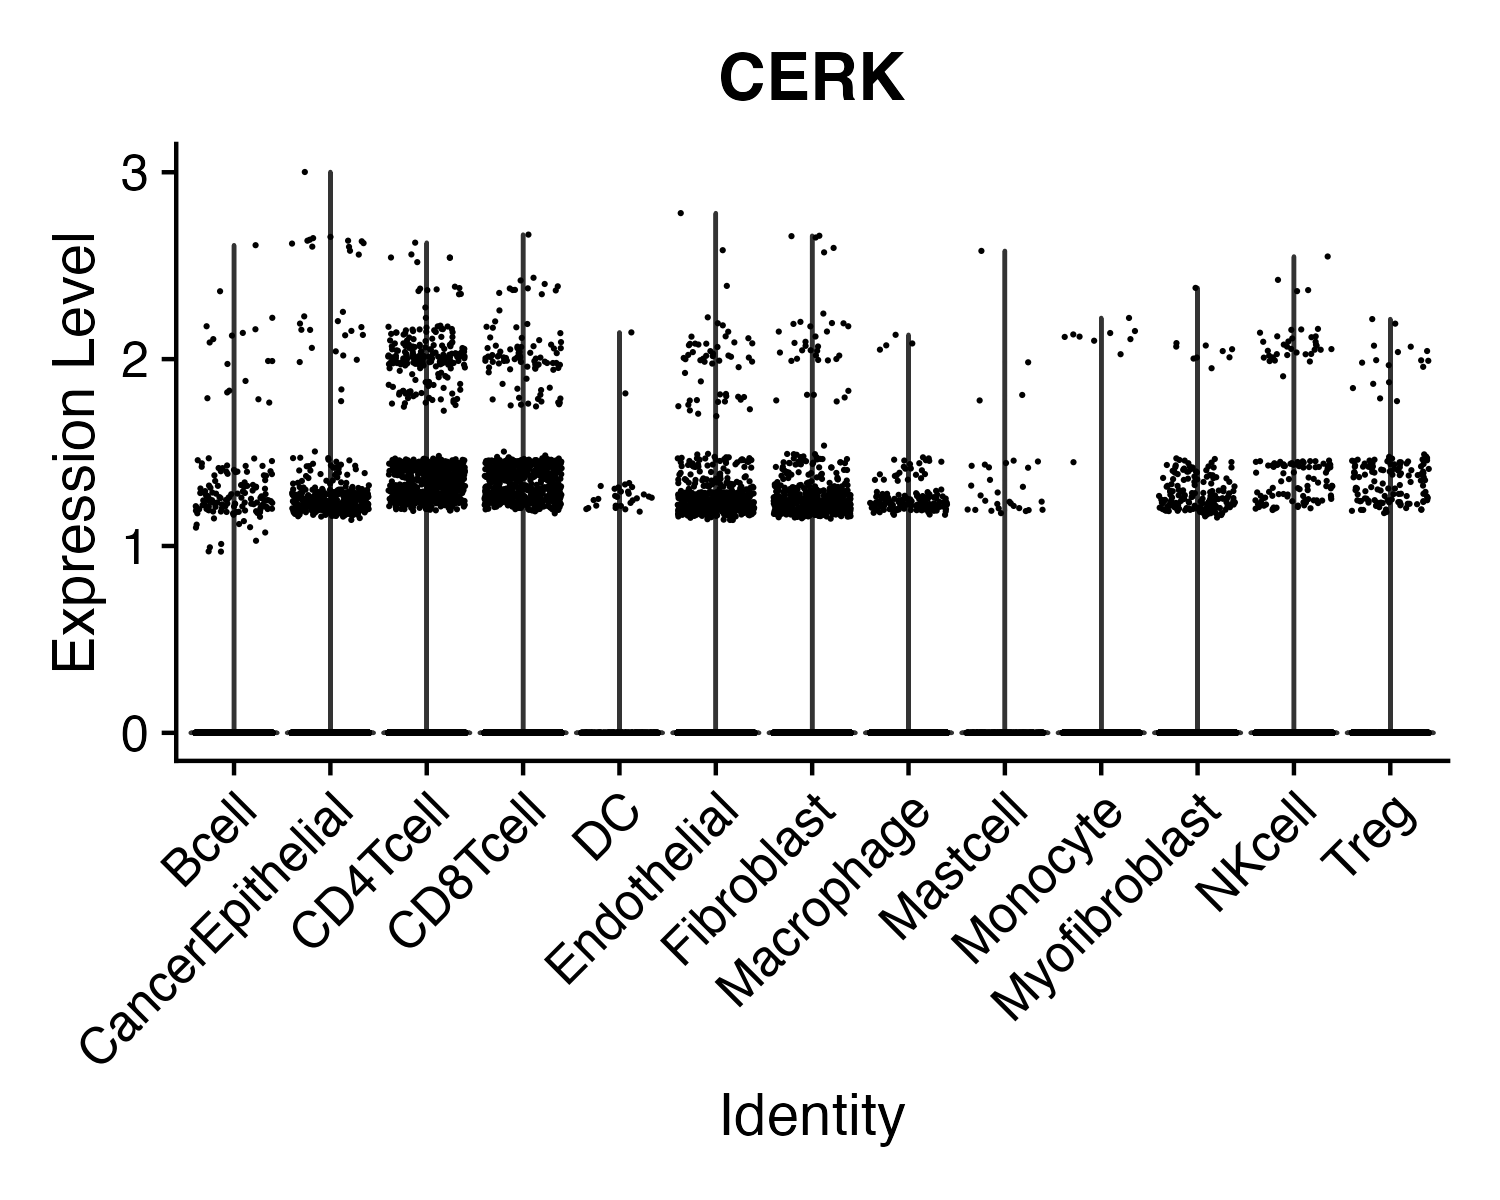 CERK
Expression Level
3
2
1
0
Bcell
CancerEpithelial
CD4Tcell
CD8Tcell
DC
Endothelial
Fibroblast
Macrophage
Mastcell
Monocyte
Myofibroblast
NKcell
Treg
Identity